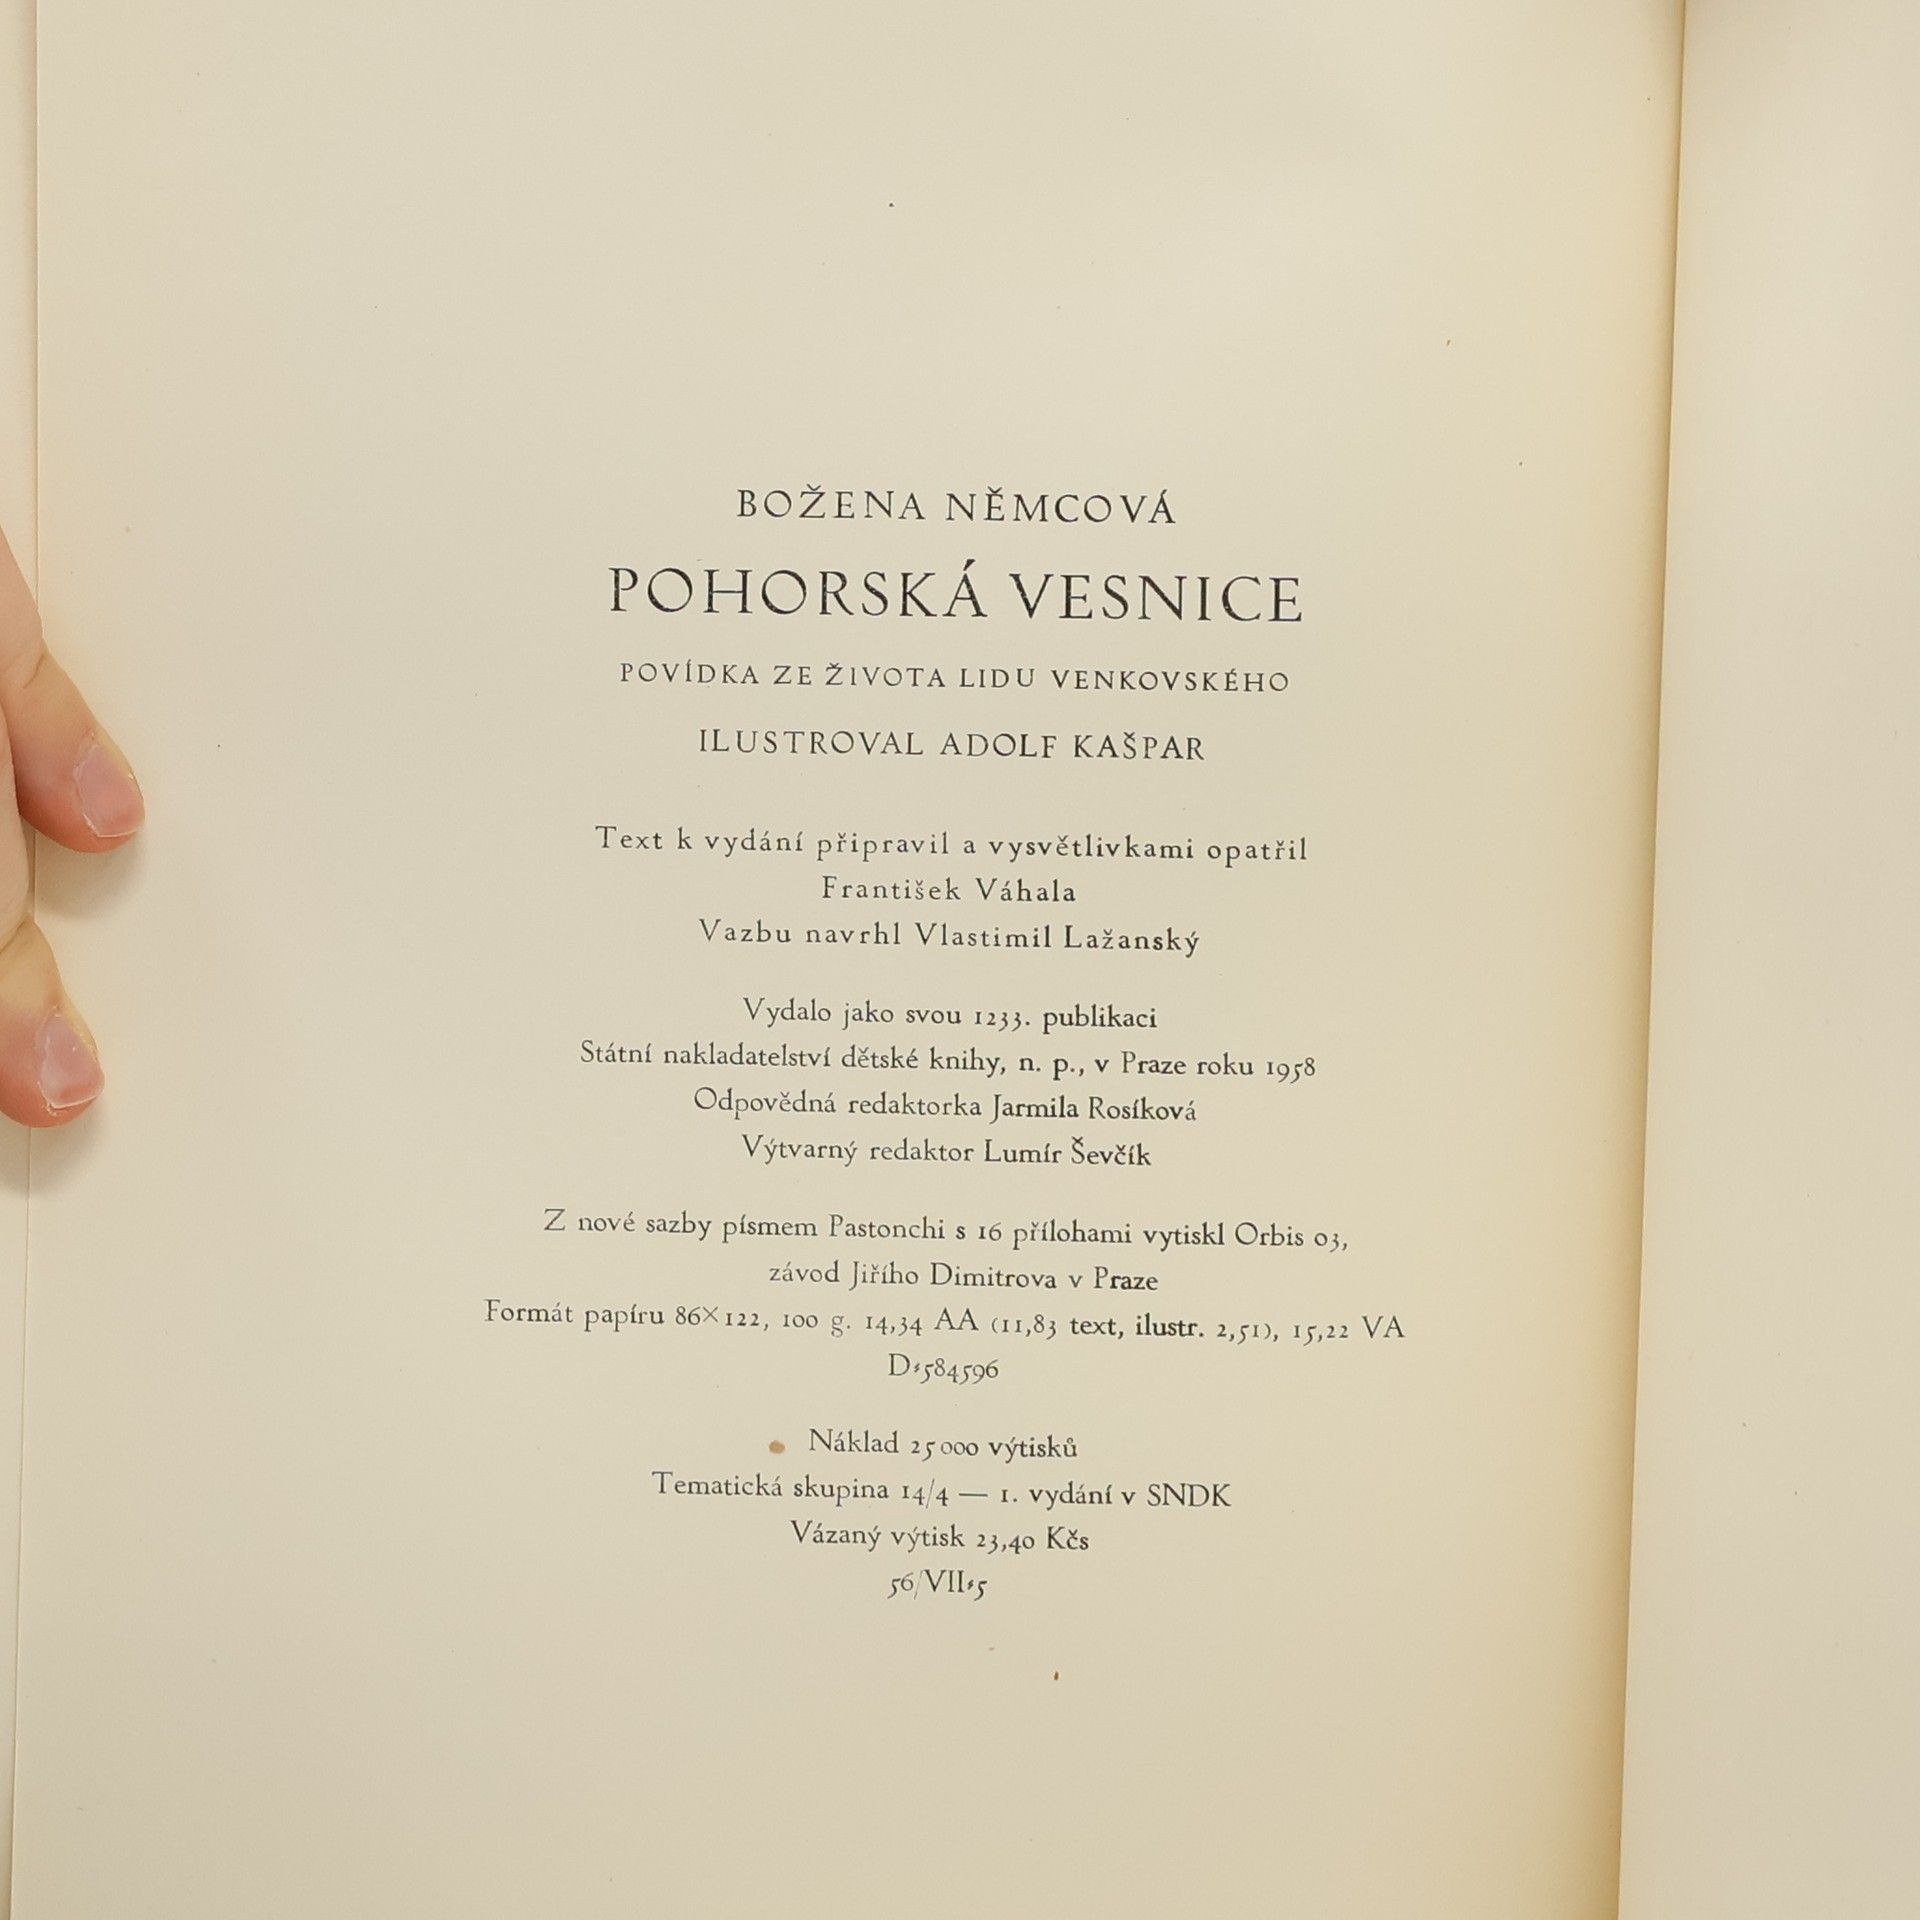 BOŽENA NĚMCOVÁ
POHORSKÁ VESNICE
POVÍDKA ZE ŽIVOTA LIDU VENKOVSKÉHO
ILUSTROVAL ADOLF KAŠPAR
Text k vydání připravil a vysvětlivkami opatřil
František Váhala
Vazbu navrhl Vlastimil Lažanský
Vydalo jako svou 1233. publikaci
Státní nakladatelství dětské knihy, n. p., v Praze roku 1958
Odpovědná redaktorka Jarmila Rosíková
Výtvarný redaktor Lumír Ševčík
Z nové sazby písmem Pastonchi s 16 přílohami vytiskl Orbis 03,
závod Jiřího Dimitrova v Praze
Formát papíru 86×122, 100 g. 14,34 AA (11,83 text, ilustr. 2,51), 15,22 VA
D-584596
Náklad 25 000 výtisků
Tematická skupina 14/4 — 1. vydání v SNDK
Vázaný výtisk 23,40 Kčs
56/VII-5